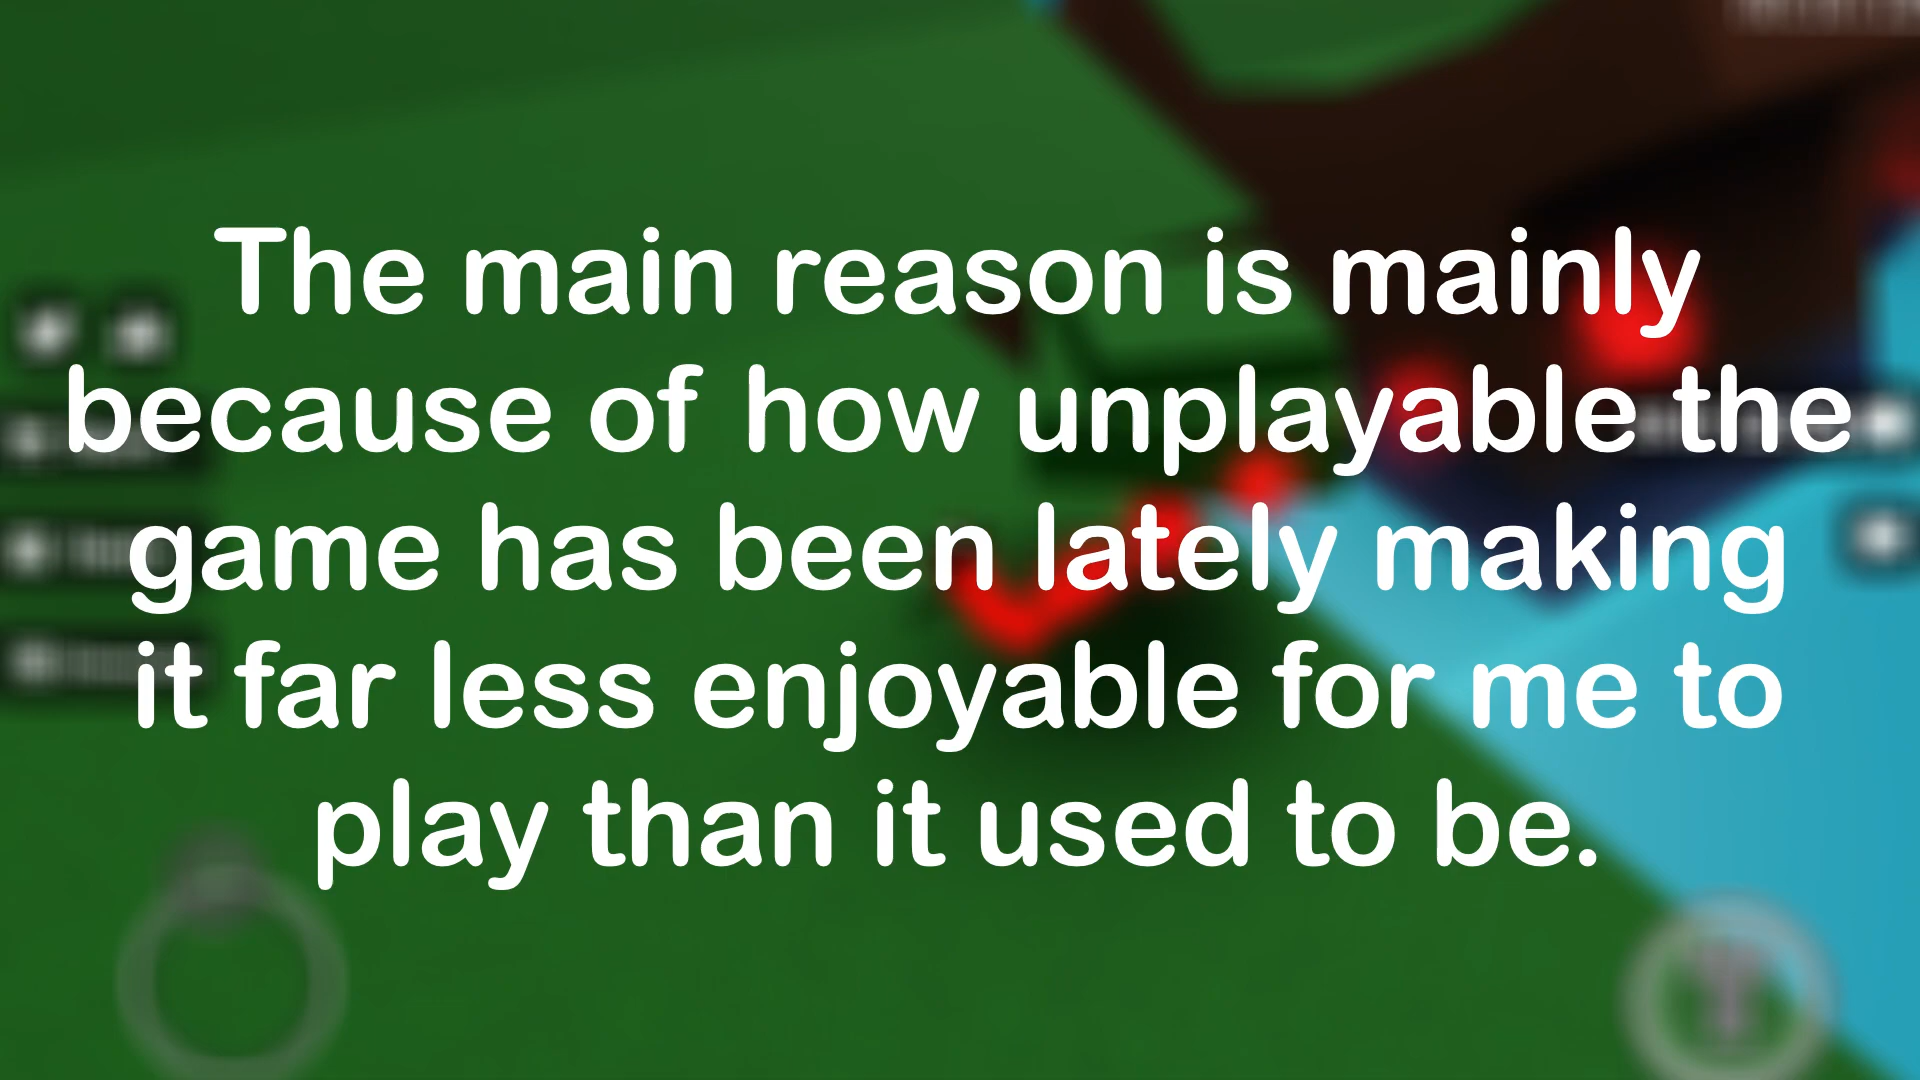 The main reason is mainly
because of how unplayable the
game has been lately making
it far less enjoyable for me to
play than it used to be.